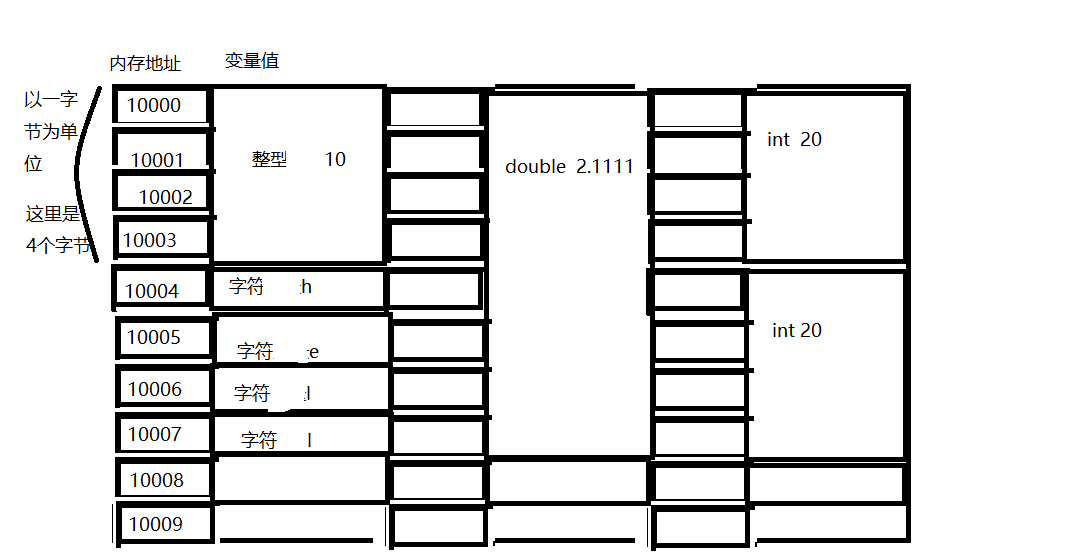 内存地址
变量值
以一字
节为单
位
这里是
4个字节
10000
10001
10002
10003
10004
10005
10006
10007
10008
10009
整型 10
字符 h
字符 e
字符 l
字符 l
double 2.1111
int 20
int 20